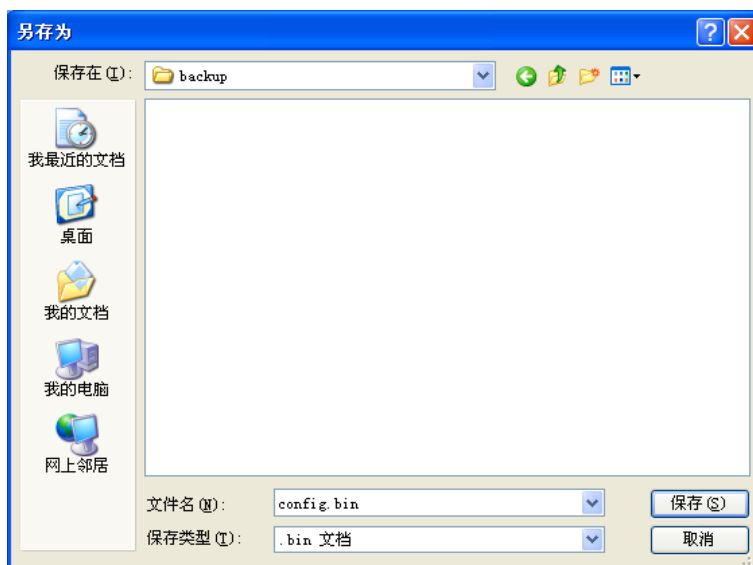 另存为
保存在(I):
backup
我最近的文档
桌面
我的文档
我的电脑
网上邻居
文件名(N):
config.bin
保存(S)
保存类型(T):
.bin 文档
取消